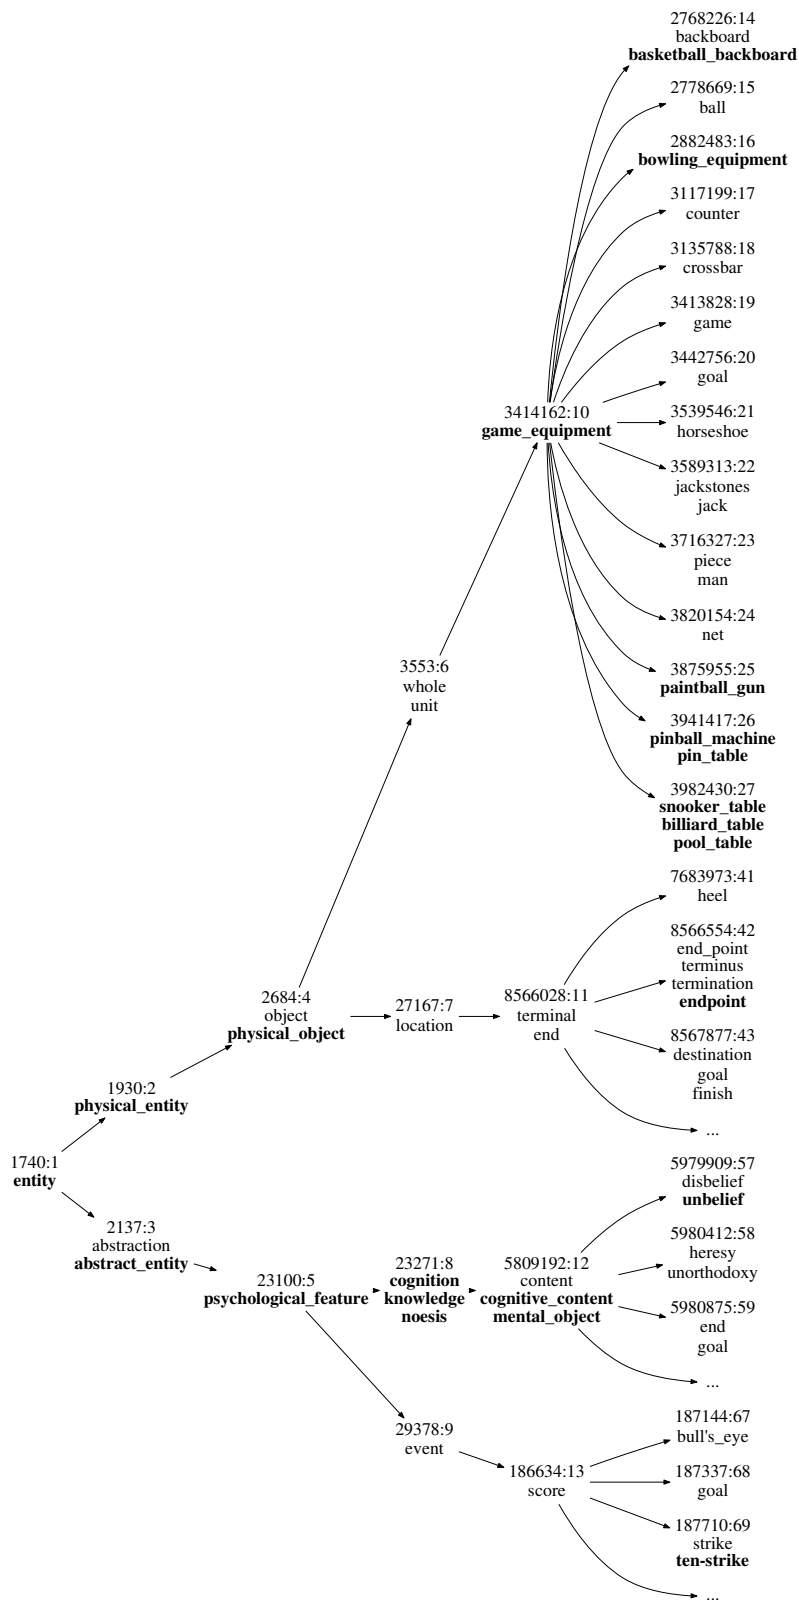 2768226:14
backboard
basketball_backboard
2778669:15
ball
2882483:16
bowling_equipment
3117199:17
counter
3135788:18
crossbar
3413828:19
game
3442756:20
goal
3414162:10
game_equipment
3539546:21
horseshoe
3589313:22
jackstones
jack
3716327:23
piece
man
3820154:24
net
3553:6
whole
unit
3875955:25
paintball_gun
3941417:26
pinball_machine
pin_table
3982430:27
snooker_table
billiard_table
pool_table
7683973:41
heel
8566554:42
end_point
terminus
termination
endpoint
2684:4
object
physical_object
27167:7
location
8566028:11
terminal
end
8567877:43
destination
goal
finish
...
1930:2
physical_entity
1740:1
entity
2137:3
abstraction
abstract_entity
5979909:57
disbelief
unbelief
23100:5
psychological_feature
23271:8
cognition
knowledge
noesis
5809192:12
content
cognitive_content
mental_object
5980412:58
heresy
unorthodoxy
5980875:59
end
goal
...
29378:9
event
187144:67
bull's_eye
186634:13
score
187337:68
goal
187710:69
strike
ten-strike
...